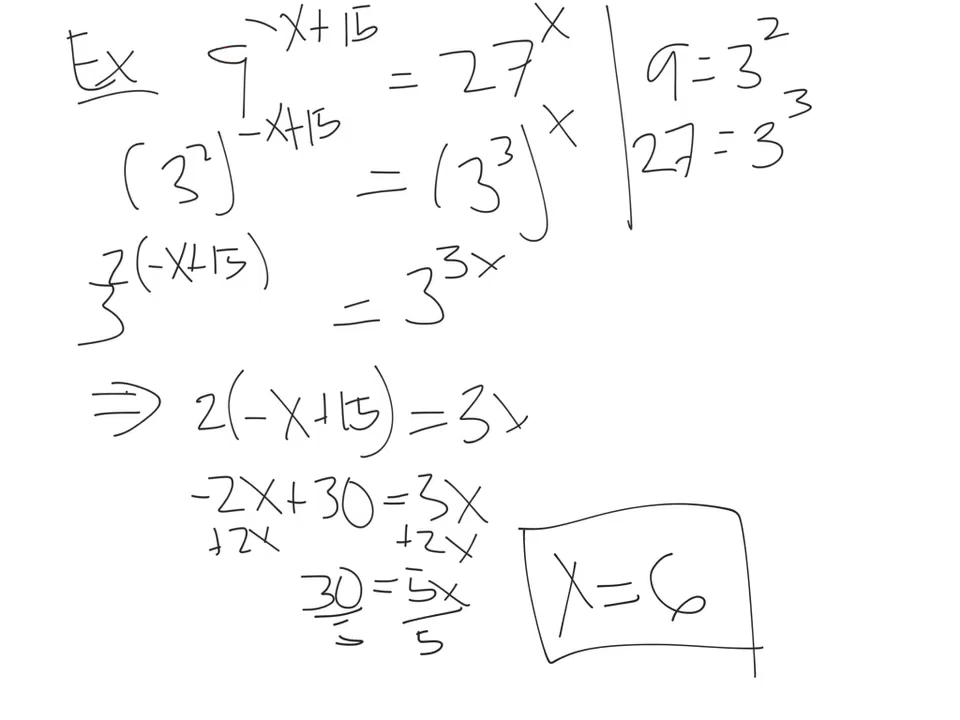 Ex 9^{-x+15} = 27^{x}
9 = 3^{2}
(3^{2})^{-x+15} = (3^{3})^{x}
27 = 3^{3}
3^{2(-x+15)} = 3^{3x}
⇒ 2(-x+15) = 3x
-2x+30 = 3x
+2x +2x
30/5 = 5x/5
x = 6